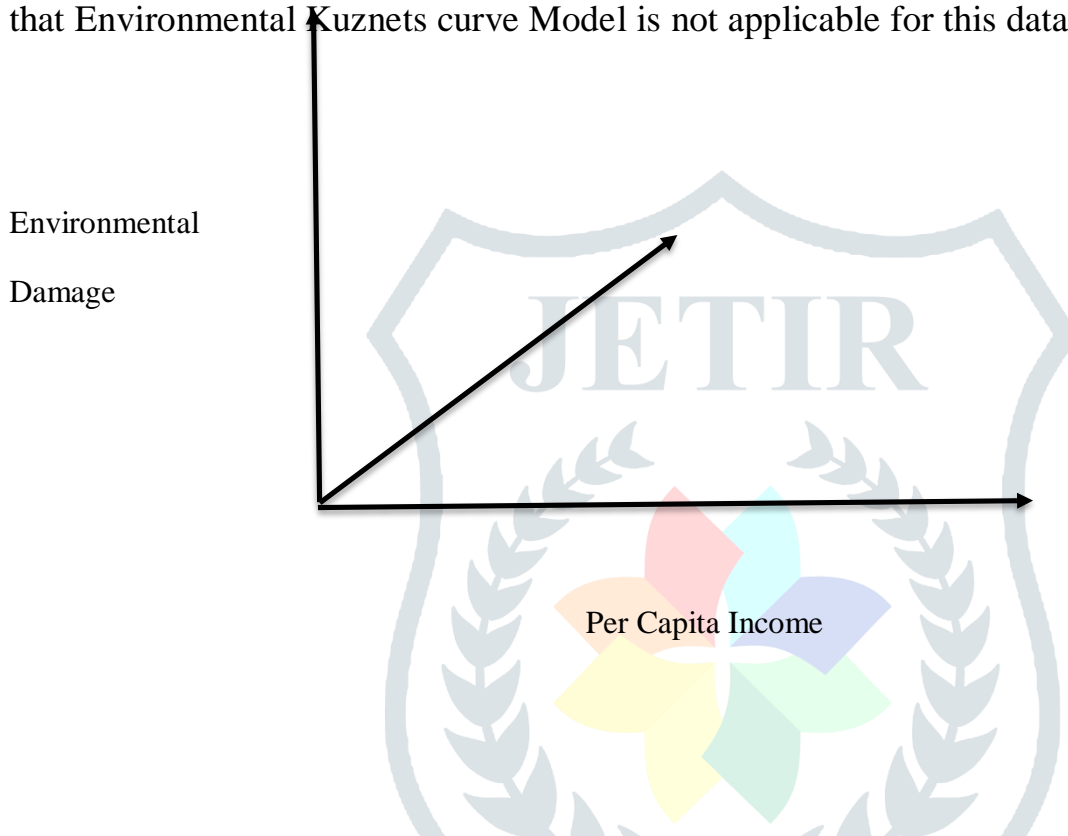 that Environmental Kuznets curve Model is not applicable for this data
Environmental
Damage
JETIR
Per Capita Income